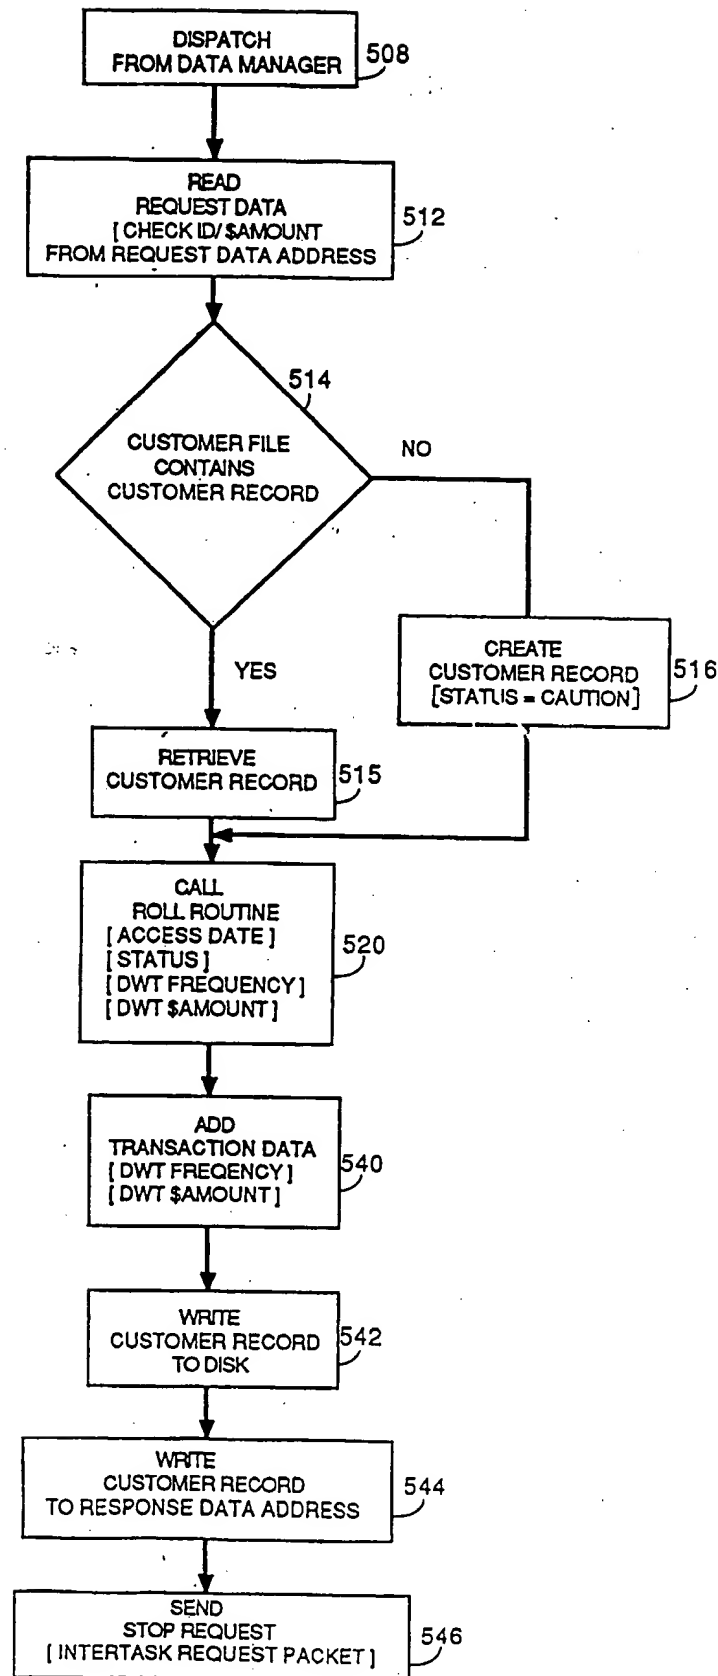 DISPATCH
FROM DATA MANAGER
508
READ
REQUEST DATA
[ CHECK ID/ $AMOUNT
FROM REQUEST DATA ADDRESS
512
514
CUSTOMER FILE
CONTAINS
CUSTOMER RECORD
NO
YES
CREATE
CUSTOMER RECORD
[STATUS = CAUTION]
516
RETRIEVE
CUSTOMER RECORD
515
CALL
ROLL ROUTINE
[ ACCESS DATE ]
[ STATUS ]
[ DWT FREQUENCY ]
[ DWT $AMOUNT ]
520
ADD
TRANSACTION DATA
[ DWT FREQENCY ]
[ DWT $AMOUNT ]
540
WRITE
CUSTOMER RECORD
TO DISK
542
WRITE
CUSTOMER RECORD
TO RESPONSE DATA ADDRESS
544
SEND
STOP REQUEST
[ INTERTASK REQUEST PACKET ]
546